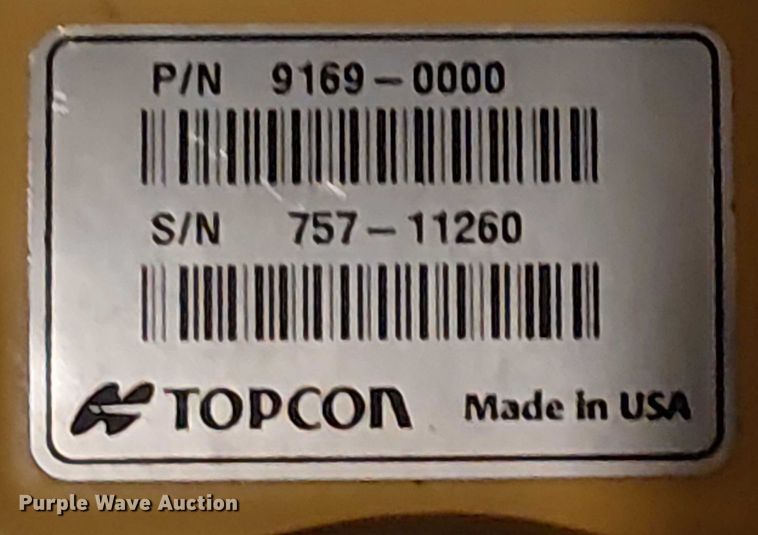 P/N 9169-0000
S/N 757-11260
TOPCON Made in USA
Purple Wave Auction